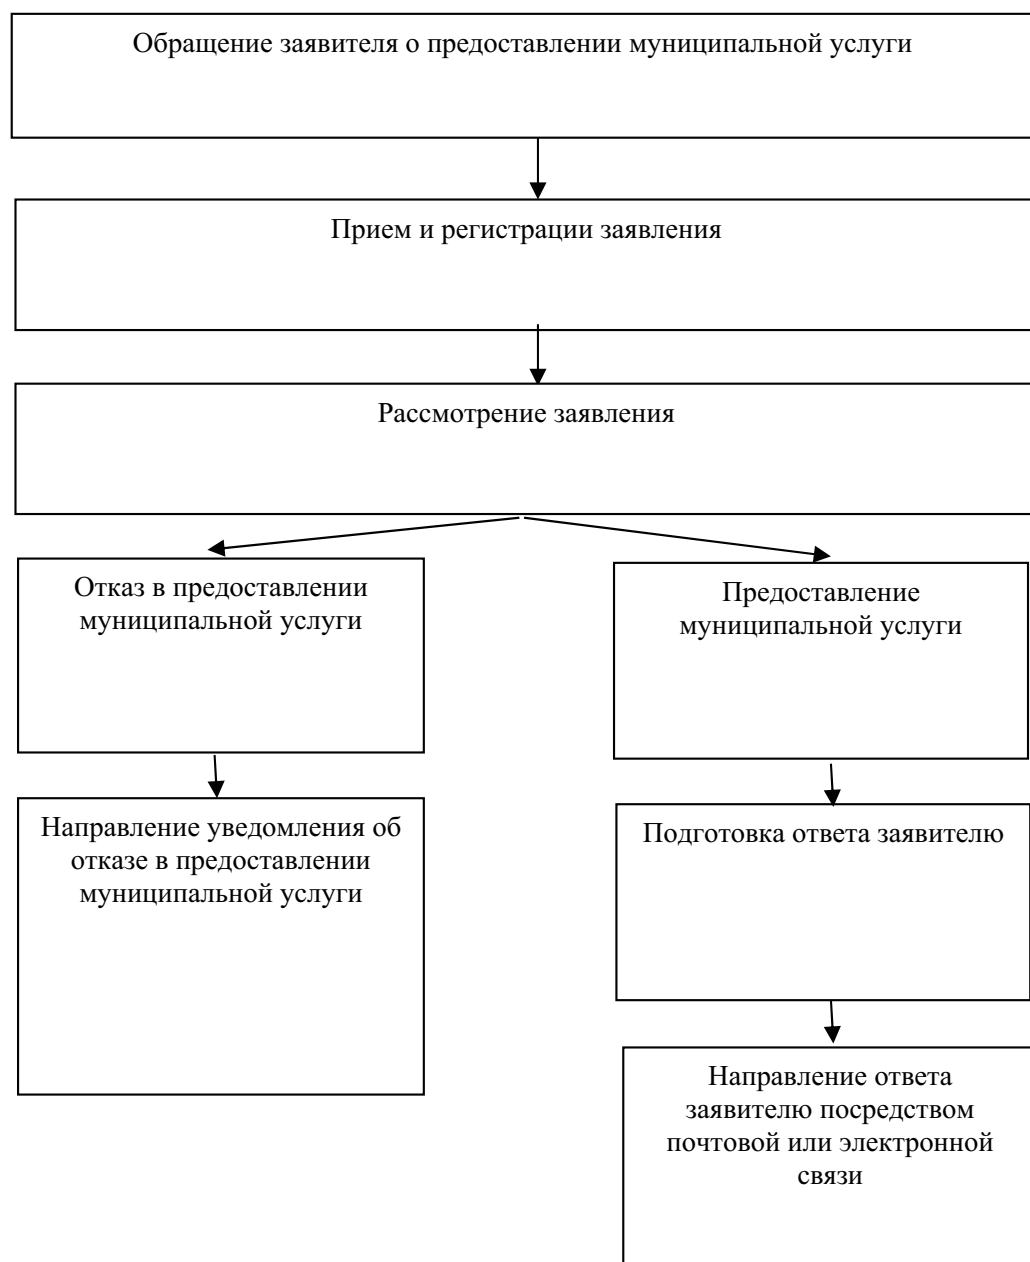 Обращение заявителя о предоставлении муниципальной услуги
Прием и регистрации заявления
Рассмотрение заявления
Отказ в предоставлении
муниципальной услуги
Предоставление
муниципальной услуги
Направление уведомления об
отказе в предоставлении
муниципальной услуги
Подготовка ответа заявителю
Направление ответа
заявителю посредством
почтовой или электронной
связи